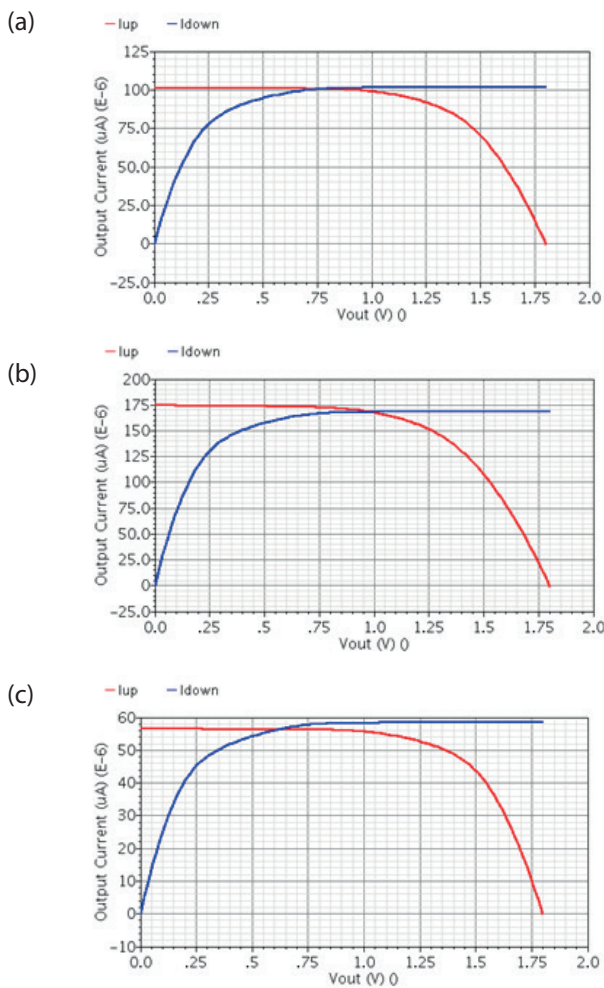 (a)
Iup Idown
Output Current (uA) (E-6)
125
100
75.0
50.0
25.0
0
-25.0
0.0 .25 .5 .75 1.0 1.25 1.5 1.75 2.0
Vout (V) ()
(b)
Iup Idown
Output Current (uA) (E-6)
200
175
150
125
100
75.0
50.0
25.0
0
-25.0
0.0 .25 .5 .75 1.0 1.25 1.5 1.75 2.0
Vout (V) ()
(c)
Iup Idown
Output Current (uA) (E-6)
60
50
40
30
20
10
0
-10
0.0 .25 .5 .75 1.0 1.25 1.5 1.75 2.0
Vout (V) ()